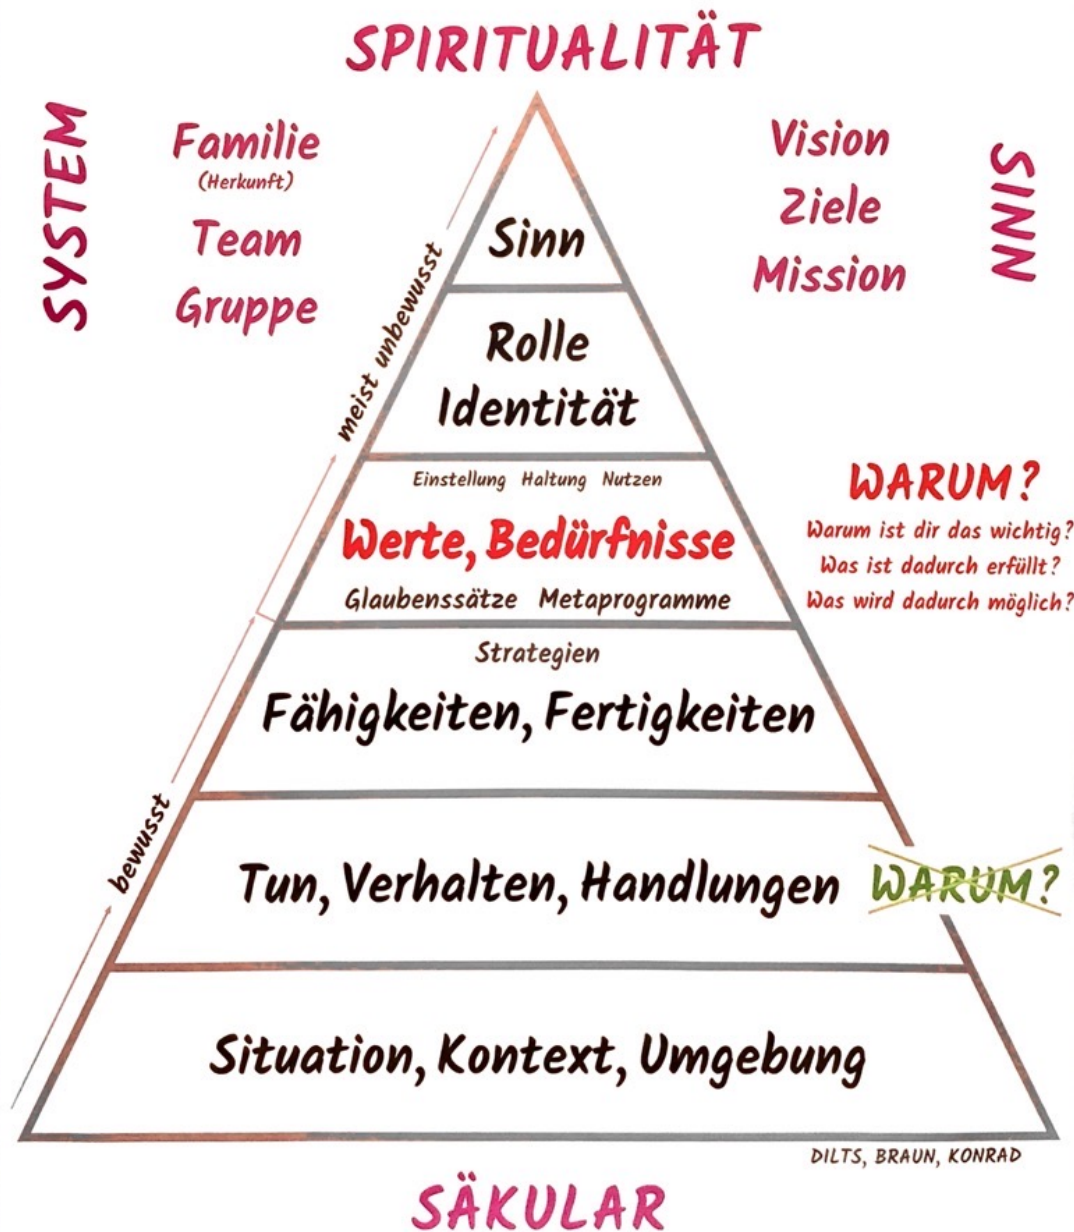 SPIRITUALITÄT
SYSTEM
Familie
(Herkunft)
Team
Gruppe
Vision
Ziele
Mission
SINN
meist unbewusst
bewusst
Sinn
Rolle
Identität
Einstellung Haltung Nutzen
Werte, Bedürfnisse
Glaubenssätze Metaprogramme
WARUM?
Warum ist dir das wichtig?
Was ist dadurch erfüllt?
Was wird dadurch möglich?
Strategien
Fähigkeiten, Fertigkeiten
Tun, Verhalten, Handlungen
WARUM?
Situation, Kontext, Umgebung
DILTS, BRAUN, KONRAD
SÄKULAR